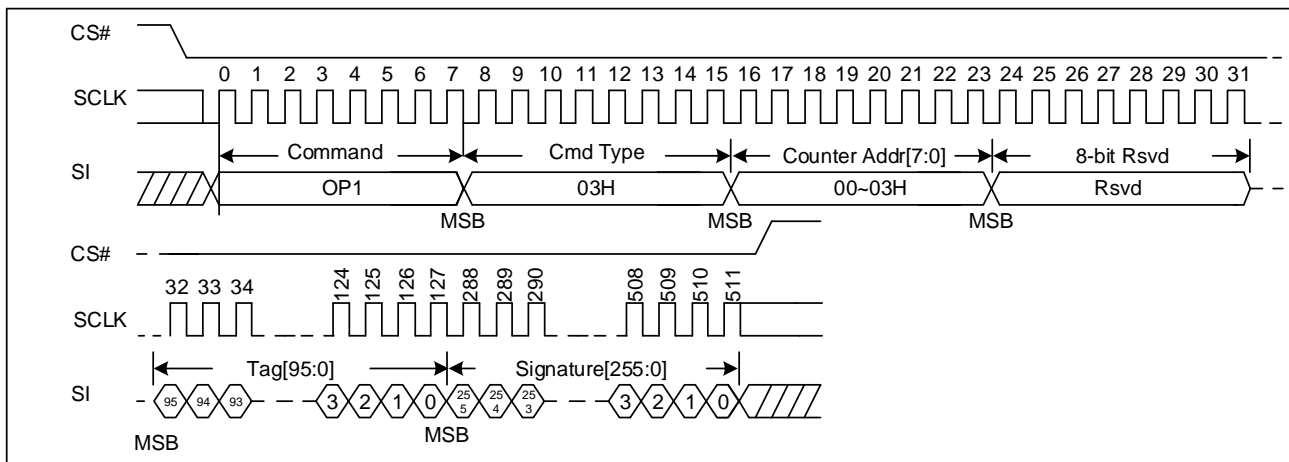 CS#
0 1 2 3 4 5 6 7 8 9 10 11 12 13 14 15 16 17 18 19 20 21 22 23 24 25 26 27 28 29 30 31
SCLK
Command Cmd Type Counter Addr[7:0] 8-bit Rsvd
SI
OP1 03H 00~03H Rsvd
MSB MSB MSB
CS#
32 33 34 124 125 126 127 288 289 290 508 509 510 511
SCLK
Tag[95:0] Signature[255:0]
SI
95 94 93 3 2 1 0 255 254 253 3 2 1 0
MSB MSB